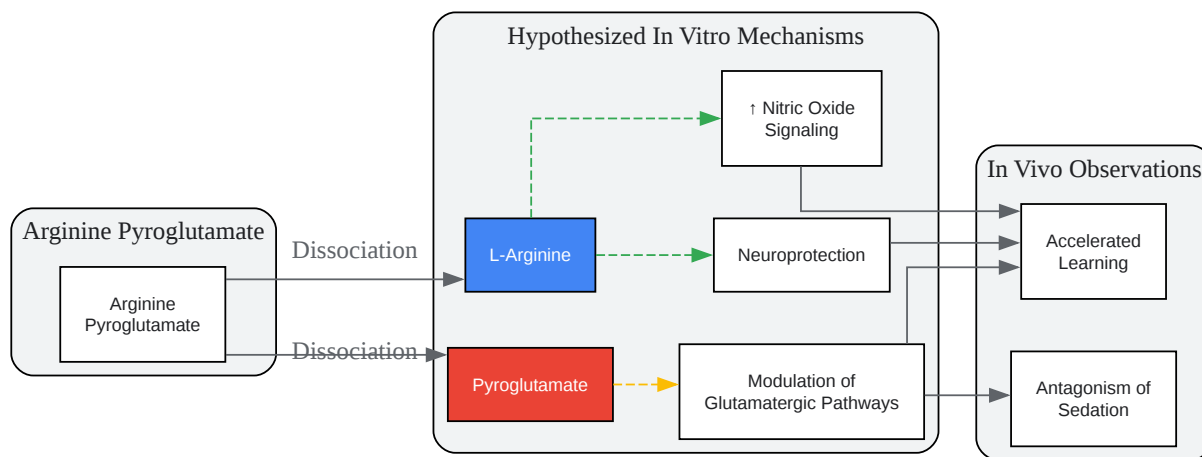 Hypothesized In Vitro Mechanisms
↑ Nitric Oxide
Signaling
In Vivo Observations
Arginine Pyroglutamate
Dissociation
L-Arginine
Neuroprotection
Accelerated
Learning
Arginine
Pyroglutamate
Dissociation
Pyroglutamate
Modulation of
Glutamatergic Pathways
Antagonism of
Sedation